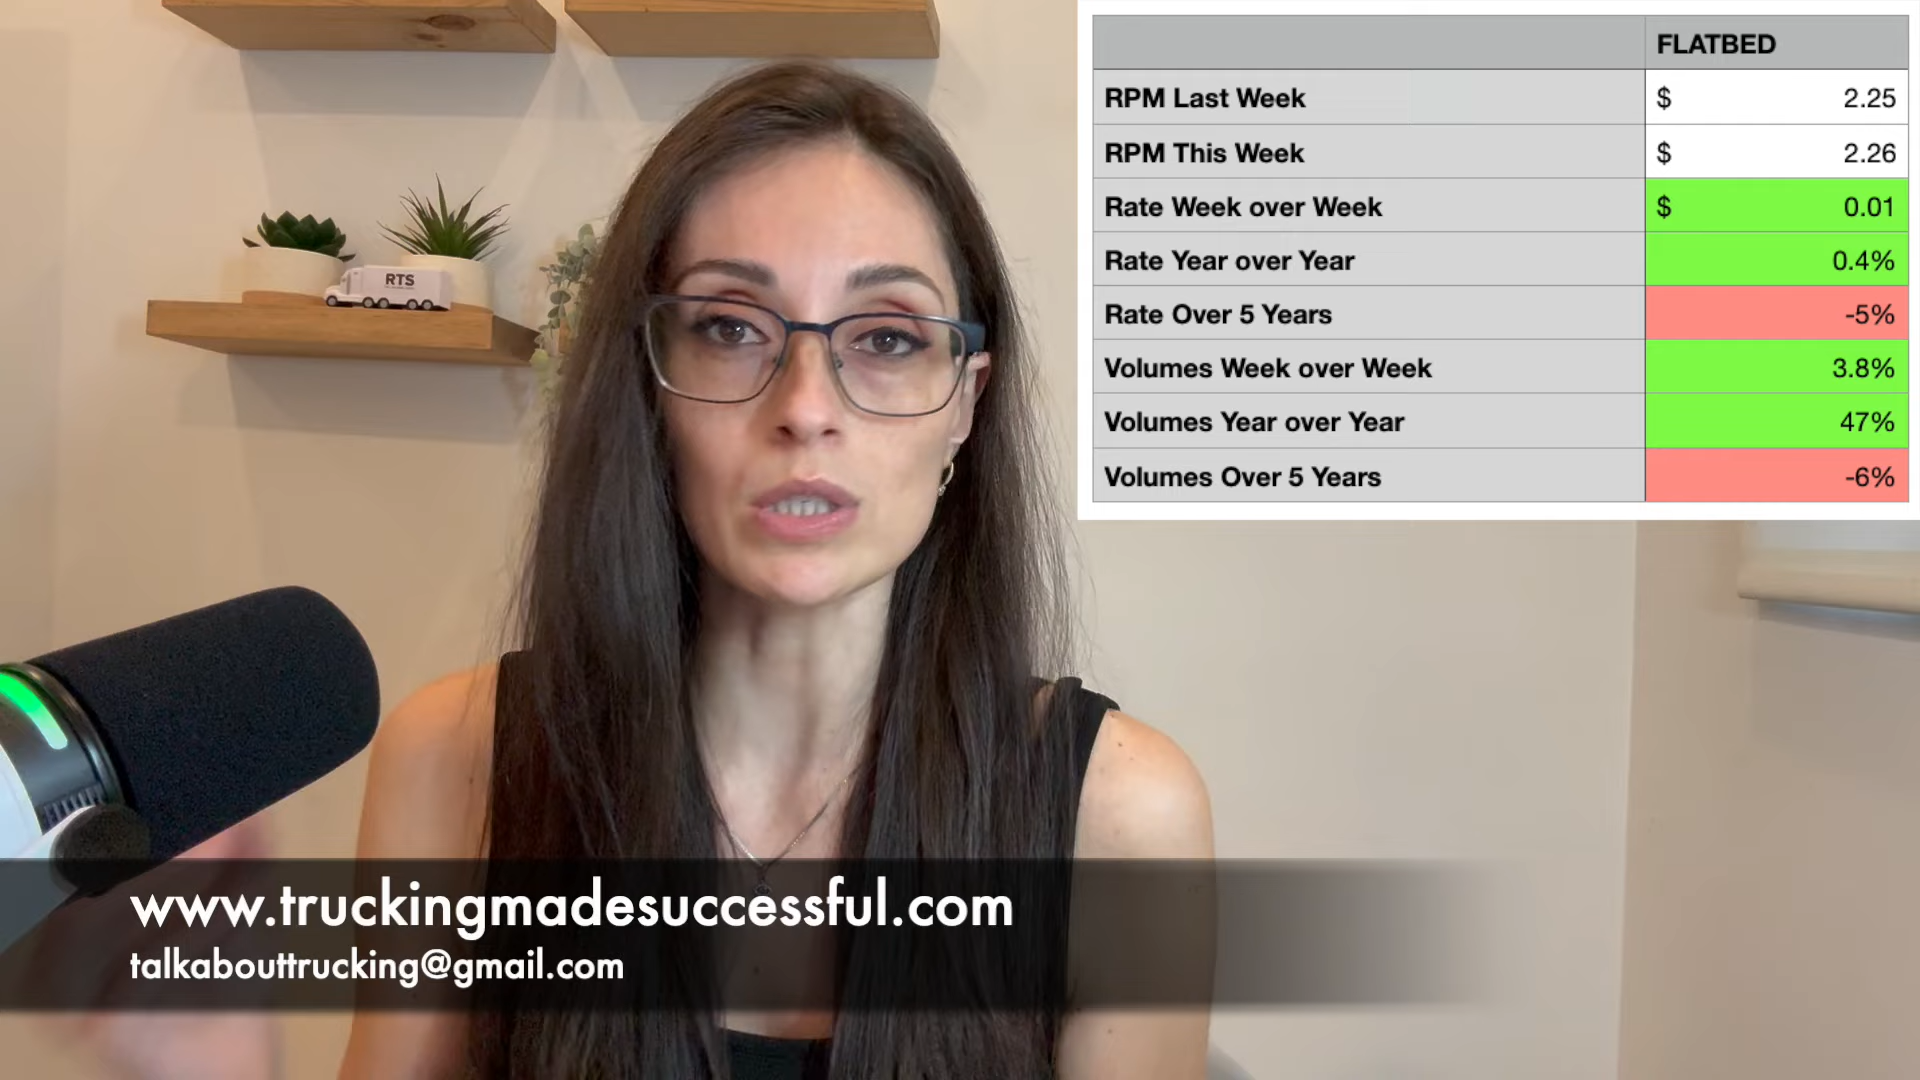 FLATBED
RPM Last Week $ 2.25
RPM This Week $ 2.26
Rate Week over Week $ 0.01
Rate Year over Year 0.4%
Rate Over 5 Years -5%
Volumes Week over Week 3.8%
Volumes Year over Year 47%
Volumes Over 5 Years -6%
RTS
www.truckingmadesuccessful.com
talkabouttrucking@gmail.com